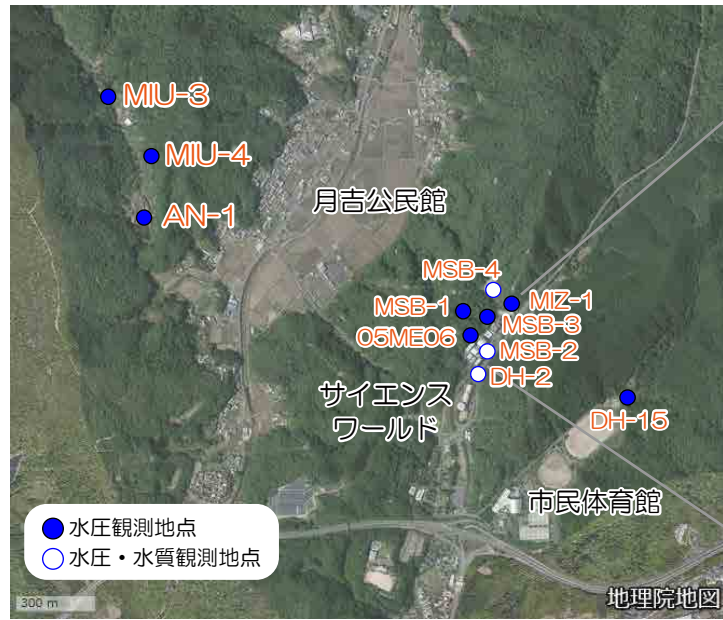 MIU-3
MIU-4
AN-1
月吉公民館
MSB-4
MSB-1
MIZ-1
MSB-3
05ME06
MSB-2
DH-2
サイエンス
ワールド
DH-15
市民体育館
水圧観測地点
水圧・水質観測地点
300 m
地理院地図